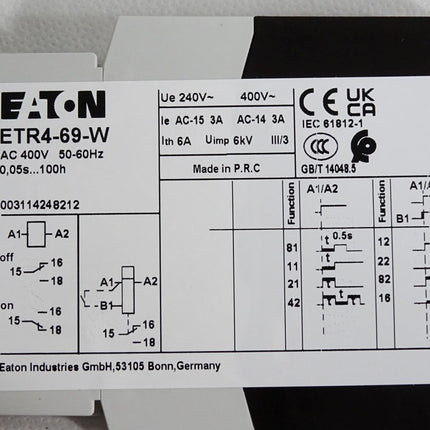 EATON
ETR4-69-W
AC 400V 50-60Hz
0,05s...100h
003114248212
Ue 240V~ 400V~
Ie AC-15 3A AC-14 3A
Ith 6A Uimp 6kV III/3
Made in P.R.C
CE UK CA
IEC 61812-1
CCC
GB/T 14048.5
A1 A2
off
15 16
18
on
15 16
18
A1 A2
B1
15 16
18
Function A1/A2 Function A1/
B1
81 t 0.5s 12
11 t 22
21 t 82
42 t t 16
Eaton Industries GmbH,53105 Bonn,Germany